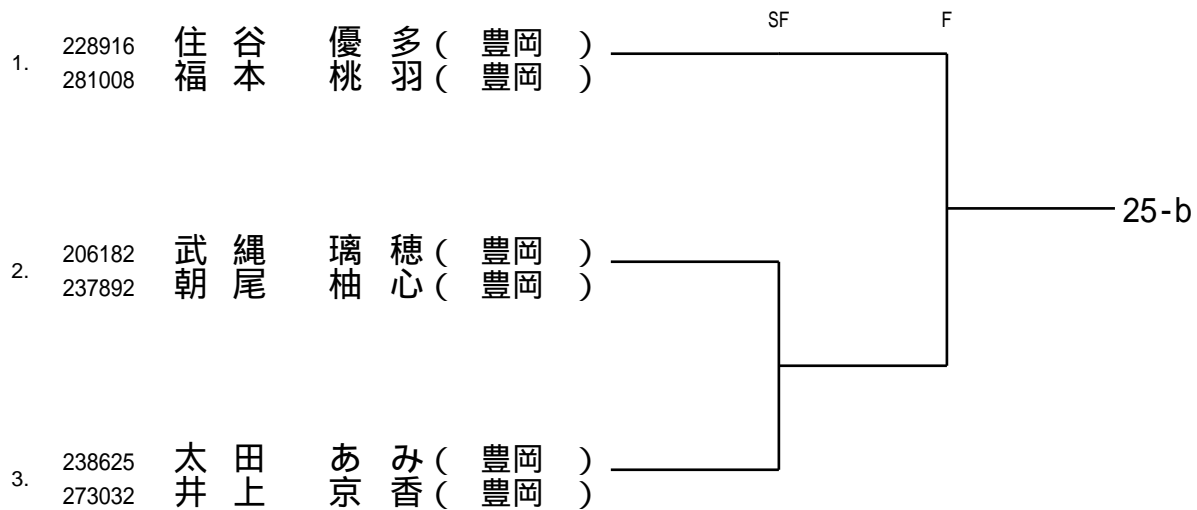 SF F
1. 228916 住 谷 優 多 ( 豊岡 )
281008 福 本 桃 羽 ( 豊岡 )
25-b
2. 206182 武 縄 璃 穂 ( 豊岡 )
237892 朝 尾 柚 心 ( 豊岡 )
3. 238625 太 田 あ み ( 豊岡 )
273032 井 上 京 香 ( 豊岡 )